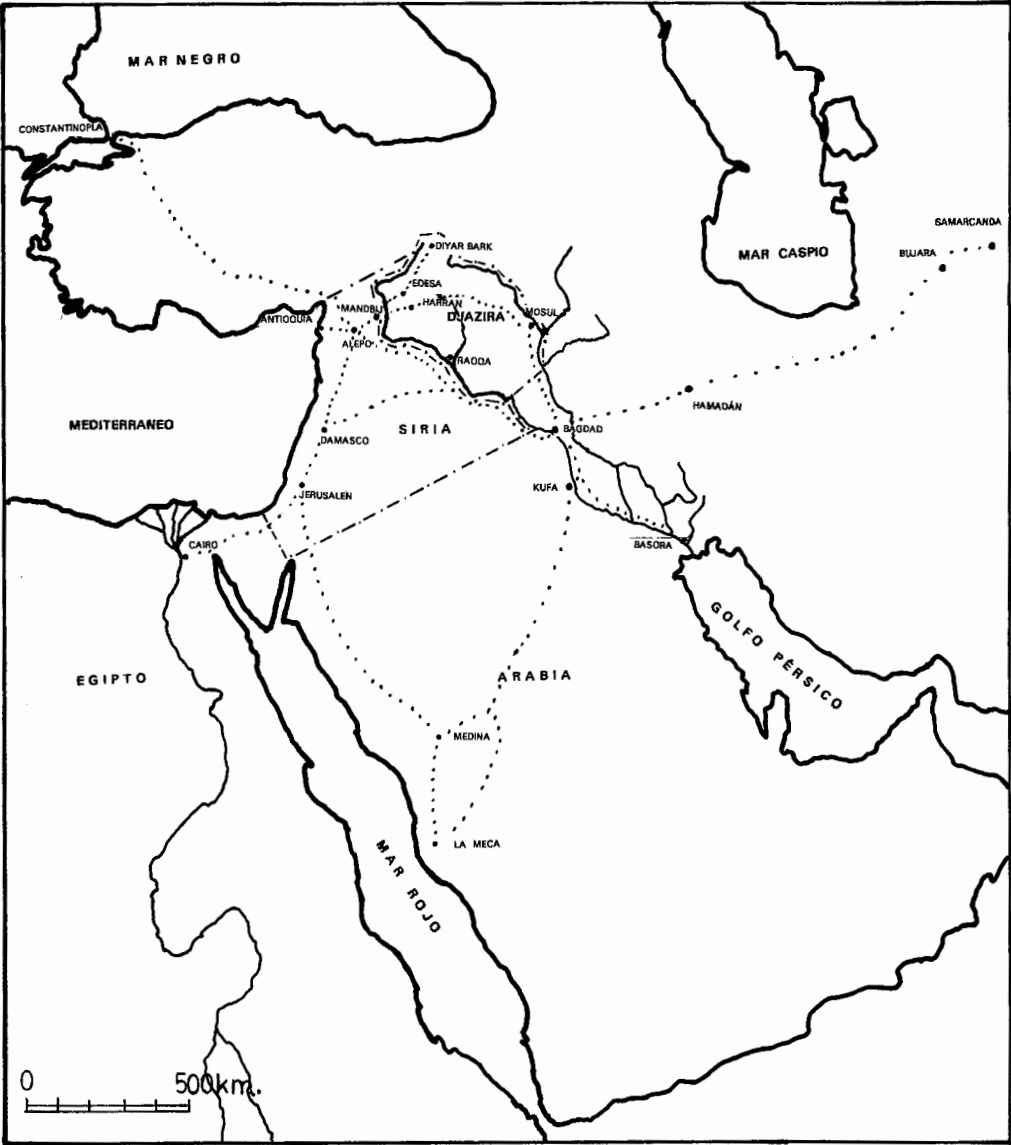 MAR NEGRO
CONSTANTINOPLA
SAMARCANDA
BUJARA
MAR CASPIO
DIYAR BARK
EDESA
HARRAN
MANDBIJ
DJAZIRA
MOSUL
ANTIOQUIA
ALEPO
RAQQA
HAMADÁN
MEDITERRANEO
SIRIA
BAGDAD
DAMASCO
JERUSALEN
KUFA
CAIRO
BASORA
GOLFO PÉRSICO
EGIPTO
ARABIA
MEDINA
LA MECA
MAR ROJO
0 500km.